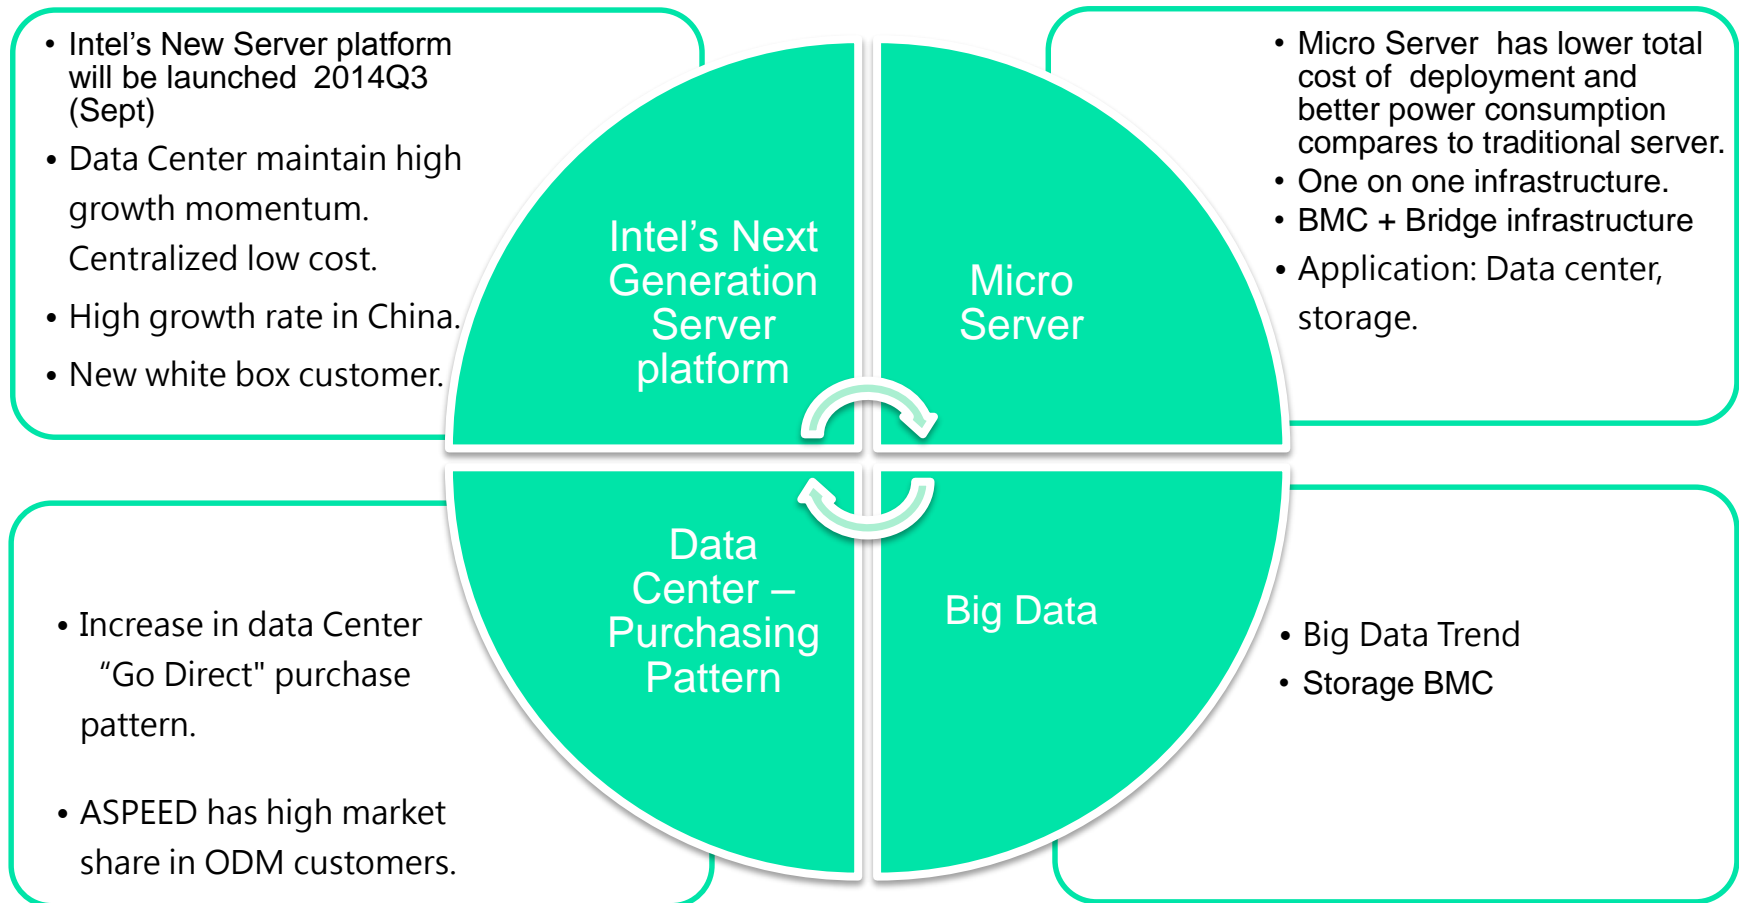 • Intel’s New Server platform
will be launched  2014Q3
(Sept)
• Data Center maintain high
growth momentum.
Centralized low cost.
• High growth rate in China.
• New white box customer.
Intel’s Next
Generation
Server
platform
Micro
Server
• Micro Server  has lower total
cost of  deployment and
better power consumption
compares to traditional server.
• One on one infrastructure.
• BMC + Bridge infrastructure
• Application: Data center,
storage.
• Increase in data Center
“Go Direct" purchase
pattern.
• ASPEED has high market
share in ODM customers.
Data
Center –
Purchasing
Pattern
Big Data
• Big Data Trend
• Storage BMC